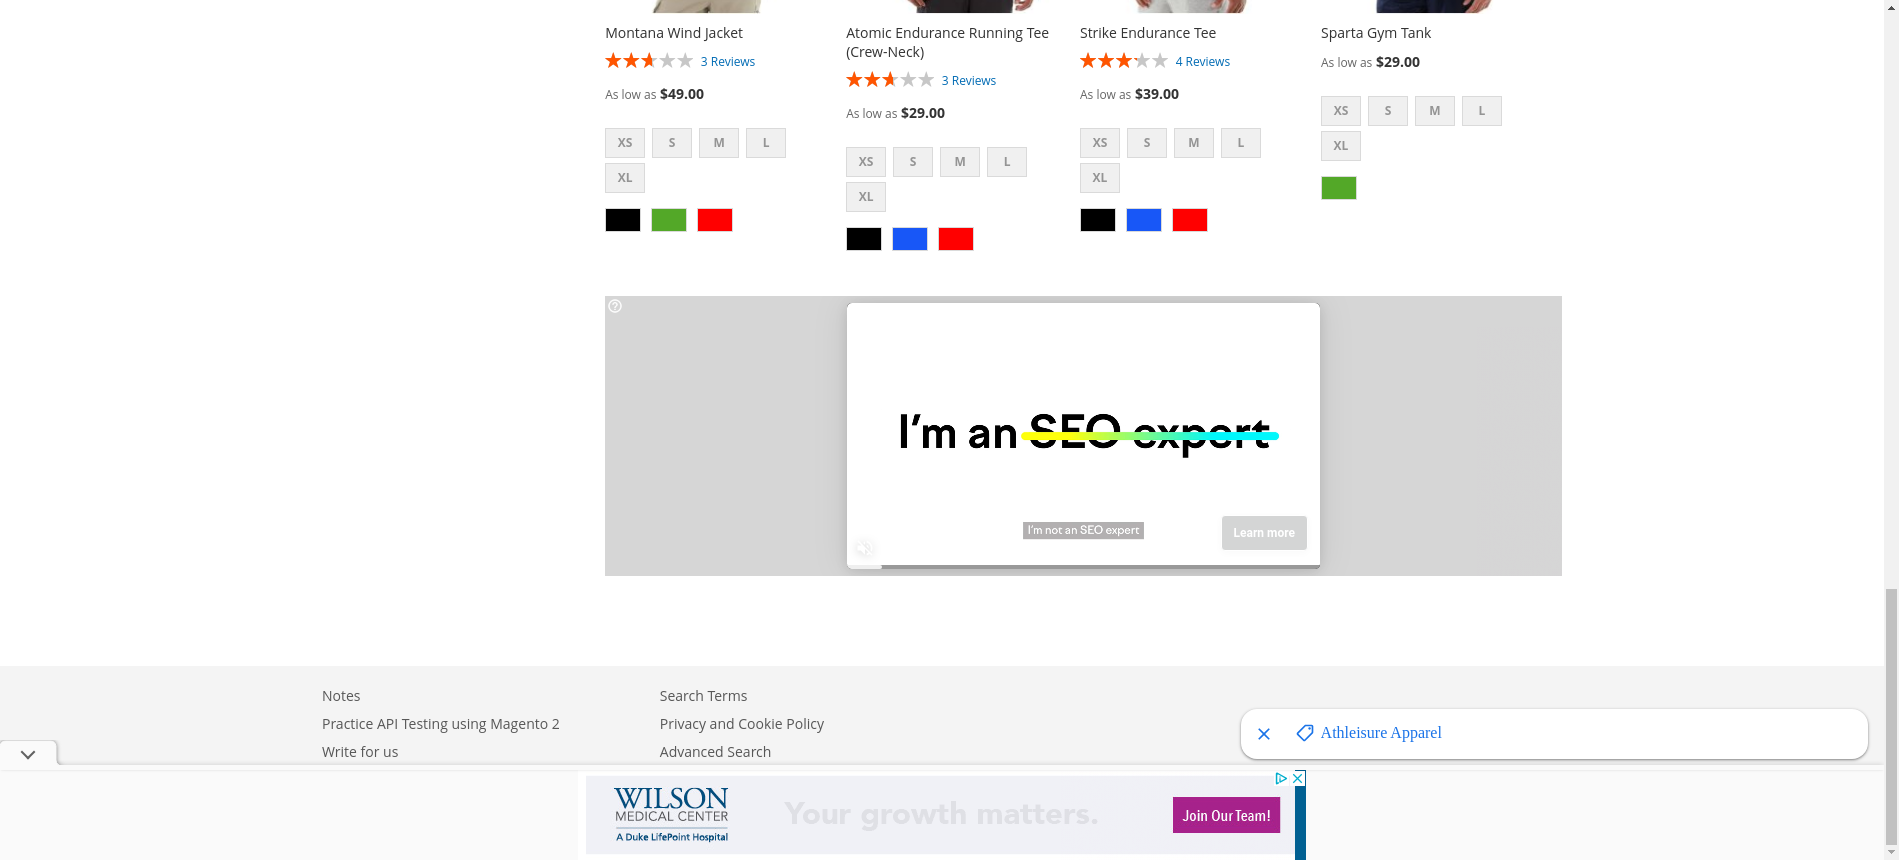 Montana Wind Jacket
3 Reviews
As low as $49.00
XS S M L
XL
Atomic Endurance Running Tee
(Crew-Neck)
3 Reviews
As low as $29.00
XS S M L
XL
Strike Endurance Tee
4 Reviews
As low as $39.00
XS S M L
XL
Sparta Gym Tank
As low as $29.00
XS S M L
XL
I'm an SEO expert
I'm not an SEO expert
Learn more
Notes
Practice API Testing using Magento 2
Write for us
Search Terms
Privacy and Cookie Policy
Advanced Search
Athleisure Apparel
WILSON
MEDICAL CENTER
A Duke LifePoint Hospital
Your growth matters.
Join Our Team!